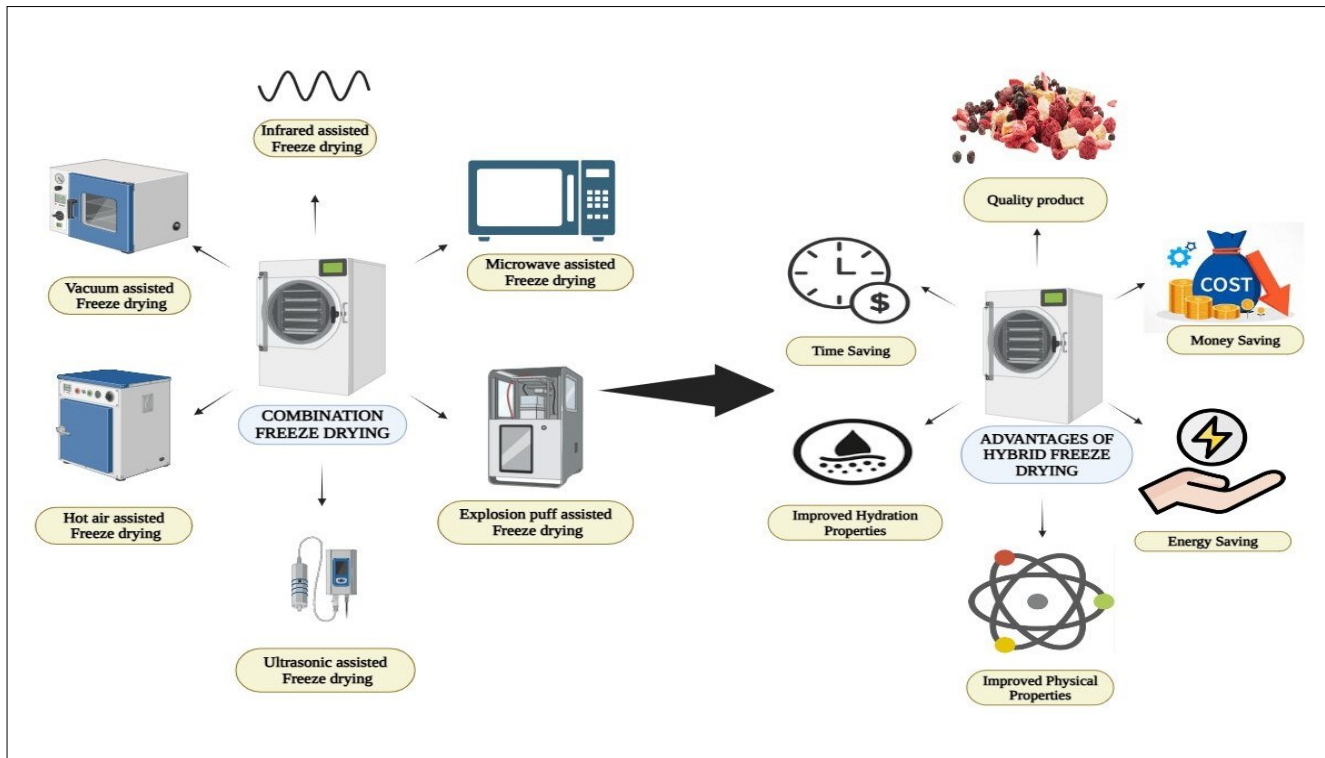 Infrared assisted
Freeze drying
Vacuum assisted
Freeze drying
Microwave assisted
Freeze drying
COMBINATION
FREEZE DRYING
Hot air assisted
Freeze drying
Explosion puff assisted
Freeze drying
Ultrasonic assisted
Freeze drying
Quality product
$
Time Saving
COST
Money Saving
ADVANTAGES OF
HYBRID FREEZE
DRYING
Improved Hydration
Properties
Energy Saving
Improved Physical
Properties